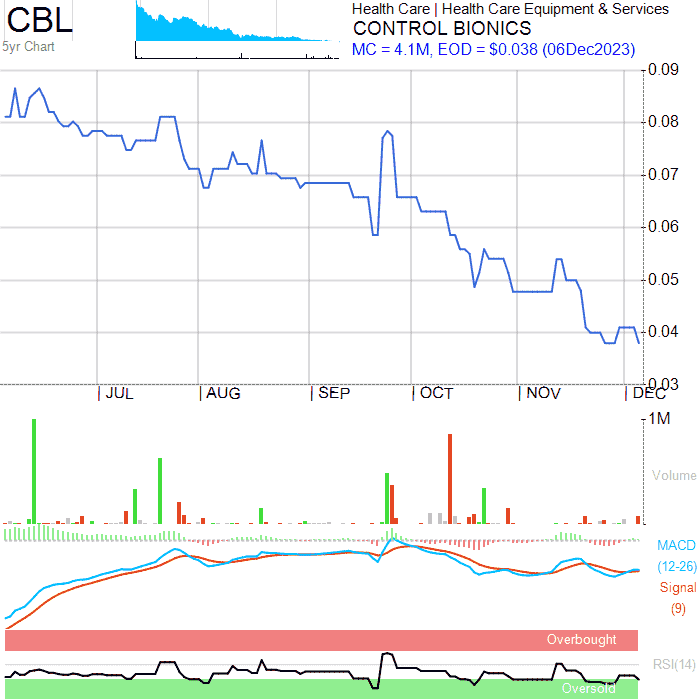 CBL
5yr Chart
Health Care | Health Care Equipment & Services
CONTROL BIONICS
MC = 4.1M, EOD = $0.038 (06Dec2023)
0.09
0.08
0.07
0.06
0.05
0.04
0.03
JUL AUG SEP OCT NOV DEC
1M
Volume
MACD
(12-26)
Signal
(9)
Overbought
RSI(14)
Oversold